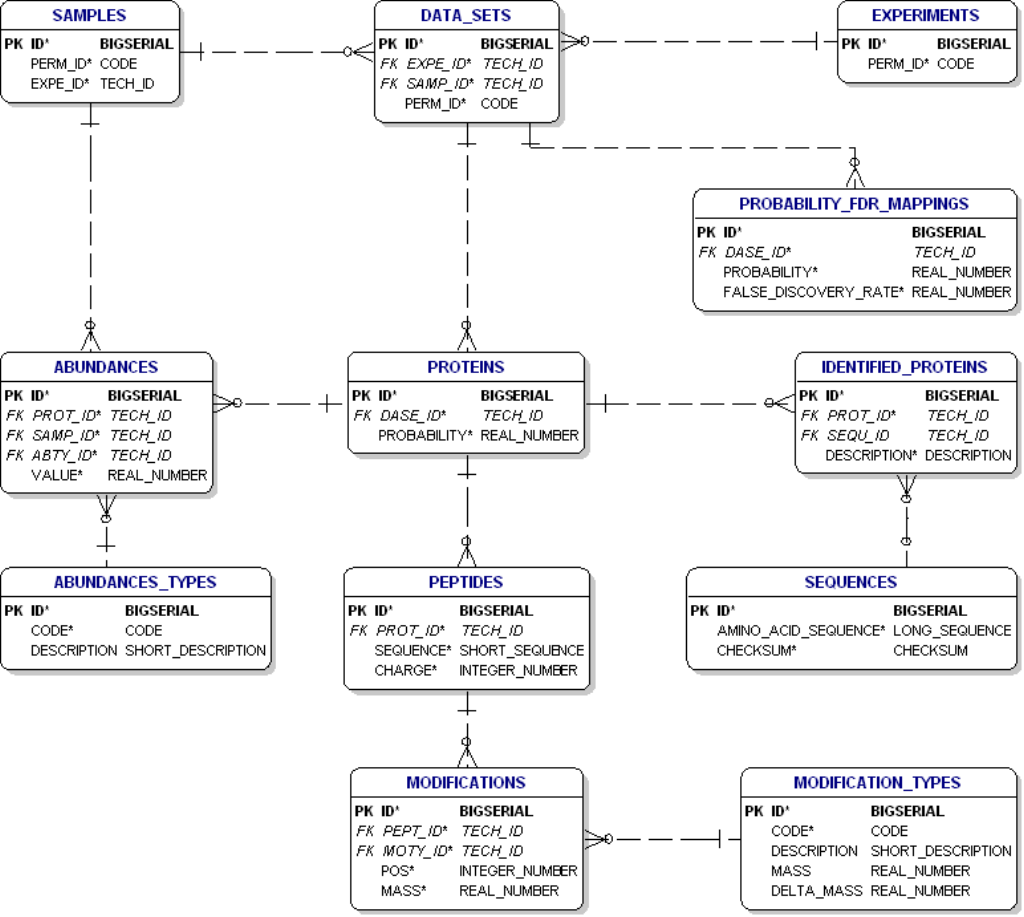 SAMPLES
PK ID* BIGSERIAL
PERM_ID* CODE
EXPE_ID* TECH_ID
DATA_SETS
PK ID* BIGSERIAL
FK EXPE_ID* TECH_ID
FK SAMP_ID* TECH_ID
PERM_ID* CODE
EXPERIMENTS
PK ID* BIGSERIAL
PERM_ID* CODE
PROBABILITY_FDR_MAPPINGS
PK ID* BIGSERIAL
FK DASE_ID* TECH_ID
PROBABILITY* REAL_NUMBER
FALSE_DISCOVERY_RATE* REAL_NUMBER
ABUNDANCES
PK ID* BIGSERIAL
FK PROT_ID* TECH_ID
FK SAMP_ID* TECH_ID
FK ABTY_ID* TECH_ID
VALUE* REAL_NUMBER
PROTEINS
PK ID* BIGSERIAL
FK DASE_ID* TECH_ID
PROBABILITY* REAL_NUMBER
IDENTIFIED_PROTEINS
PK ID* BIGSERIAL
FK PROT_ID* TECH_ID
FK SEQU_ID TECH_ID
DESCRIPTION* DESCRIPTION
ABUNDANCES_TYPES
PK ID* BIGSERIAL
CODE* CODE
DESCRIPTION SHORT_DESCRIPTION
PEPTIDES
PK ID* BIGSERIAL
FK PROT_ID* TECH_ID
SEQUENCE* SHORT_SEQUENCE
CHARGE* INTEGER_NUMBER
SEQUENCES
PK ID* BIGSERIAL
AMINO_ACID_SEQUENCE* LONG_SEQUENCE
CHECKSUM* CHECKSUM
MODIFICATIONS
PK ID* BIGSERIAL
FK PEPT_ID* TECH_ID
FK MOTY_ID* TECH_ID
POS* INTEGER_NUMBER
MASS* REAL_NUMBER
MODIFICATION_TYPES
PK ID* BIGSERIAL
CODE* CODE
DESCRIPTION SHORT_DESCRIPTION
MASS REAL_NUMBER
DELTA_MASS REAL_NUMBER